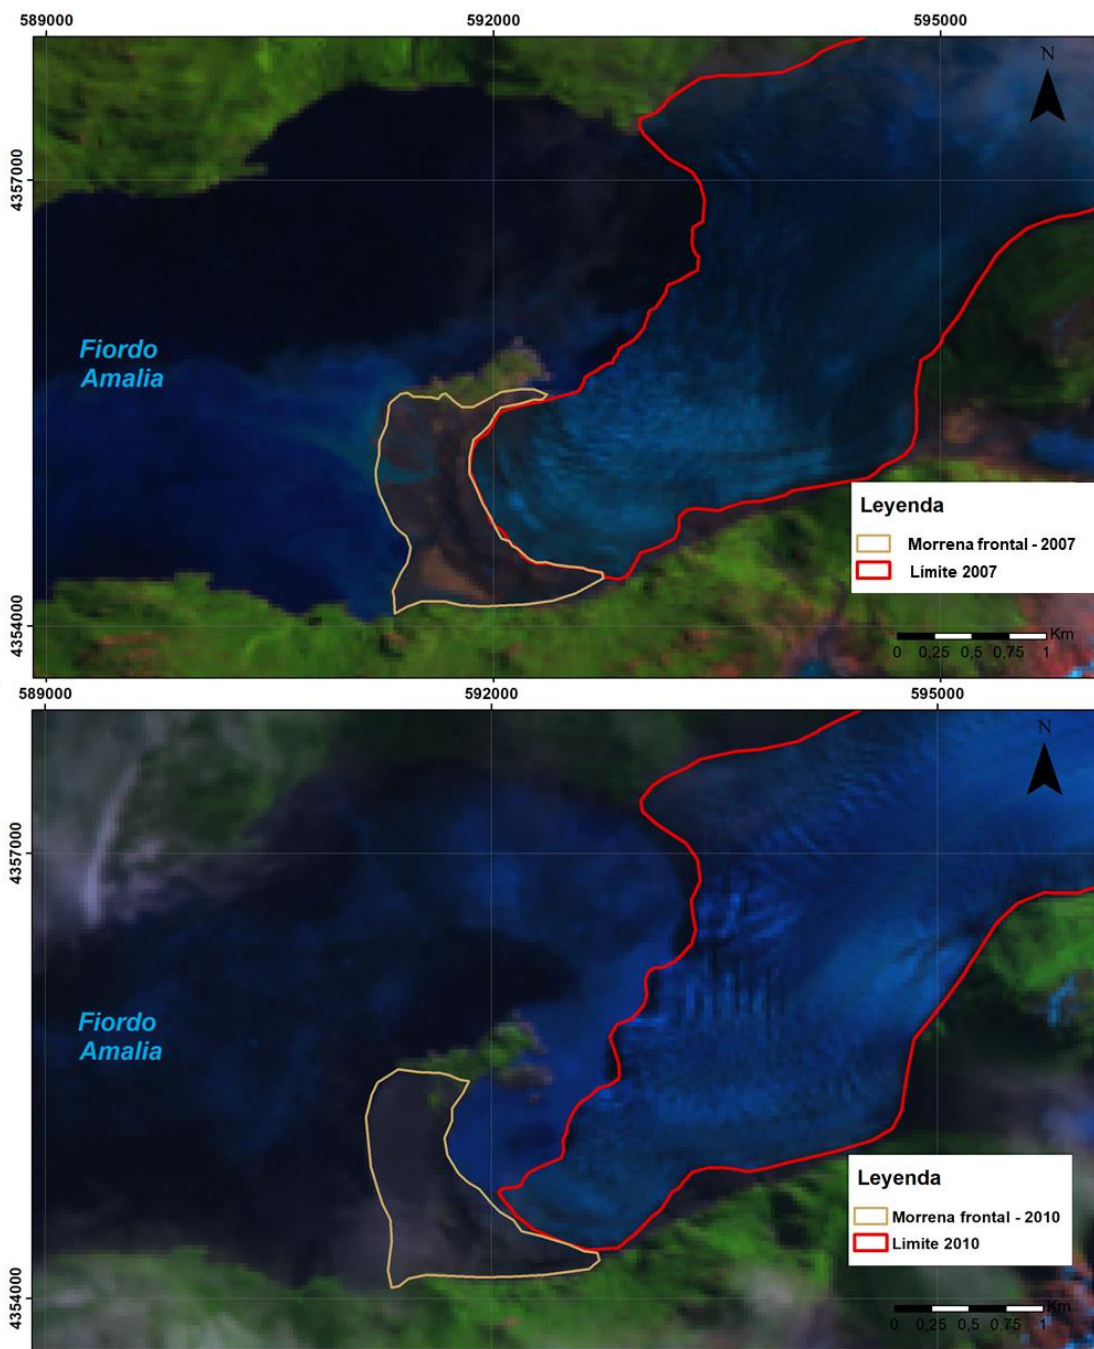 589000 592000 595000
N
4357000
Fiordo
Amalia
Leyenda
Morrena frontal - 2007
Limite 2007
4354000
Km
0 0,25 0,5 0,75 1
589000 592000 595000
N
4357000
Fiordo
Amalia
Leyenda
Morrena frontal - 2010
Limite 2010
4354000
Km
0 0,25 0,5 0,75 1